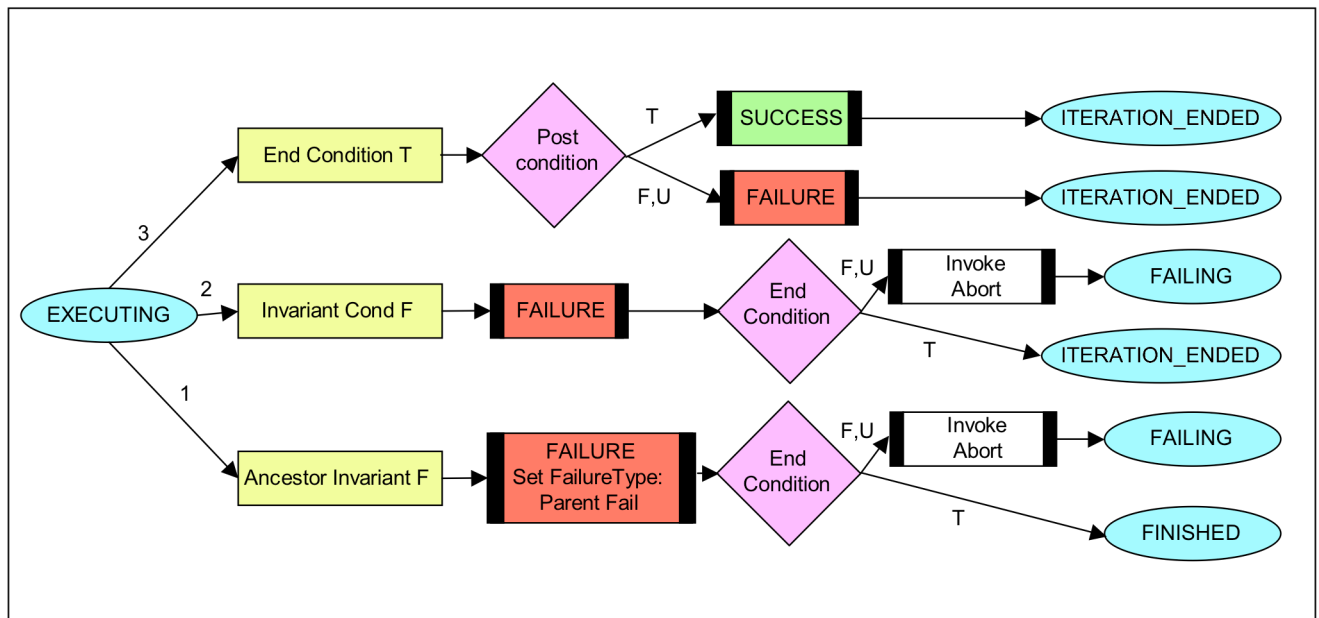 T
SUCCESS
ITERATION_ENDED
Post
condition
End Condition T
F,U
FAILURE
ITERATION_ENDED
3
F,U
Invoke
Abort
FAILING
2
EXECUTING
Invariant Cond F
FAILURE
End
Condition
T
ITERATION_ENDED
1
F,U
Invoke
Abort
FAILING
Ancestor Invariant F
FAILURE
Set FailureType:
Parent Fail
End
Condition
T
FINISHED